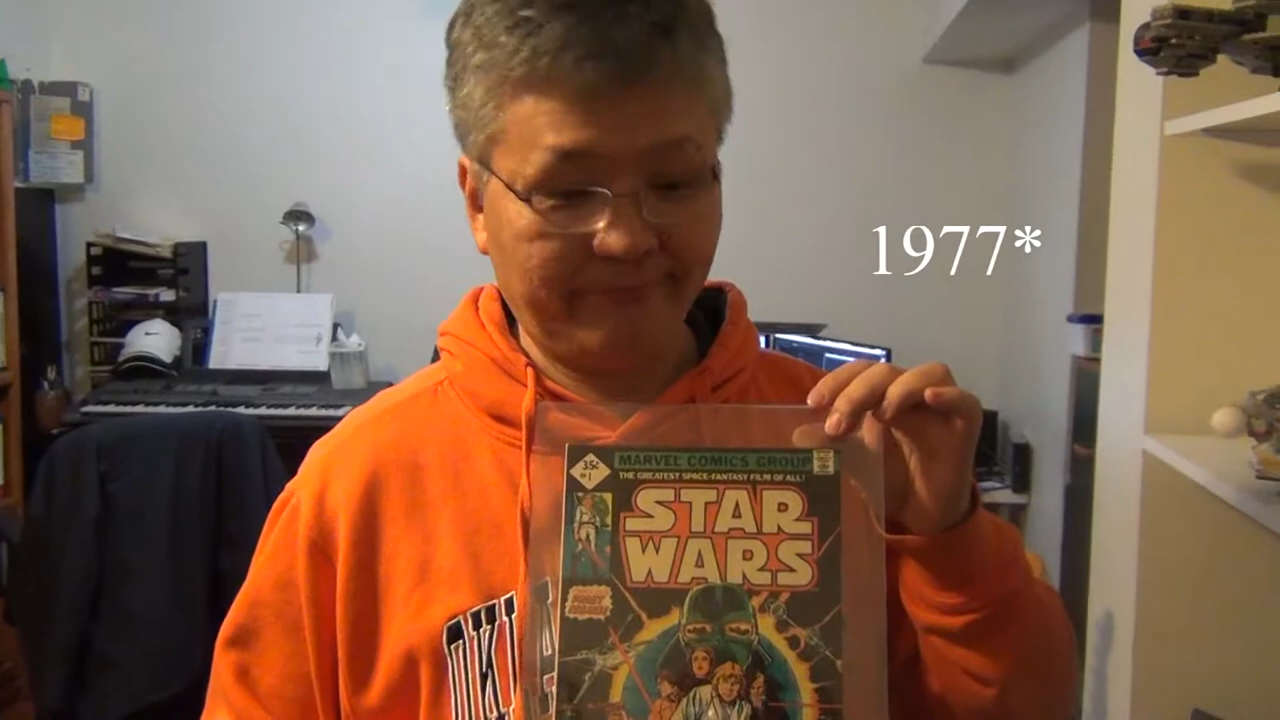 1977*
35¢
#1
MARVEL COMICS GROUP
THE GREATEST SPACE-FANTASY FILM OF ALL!
STAR
WARS